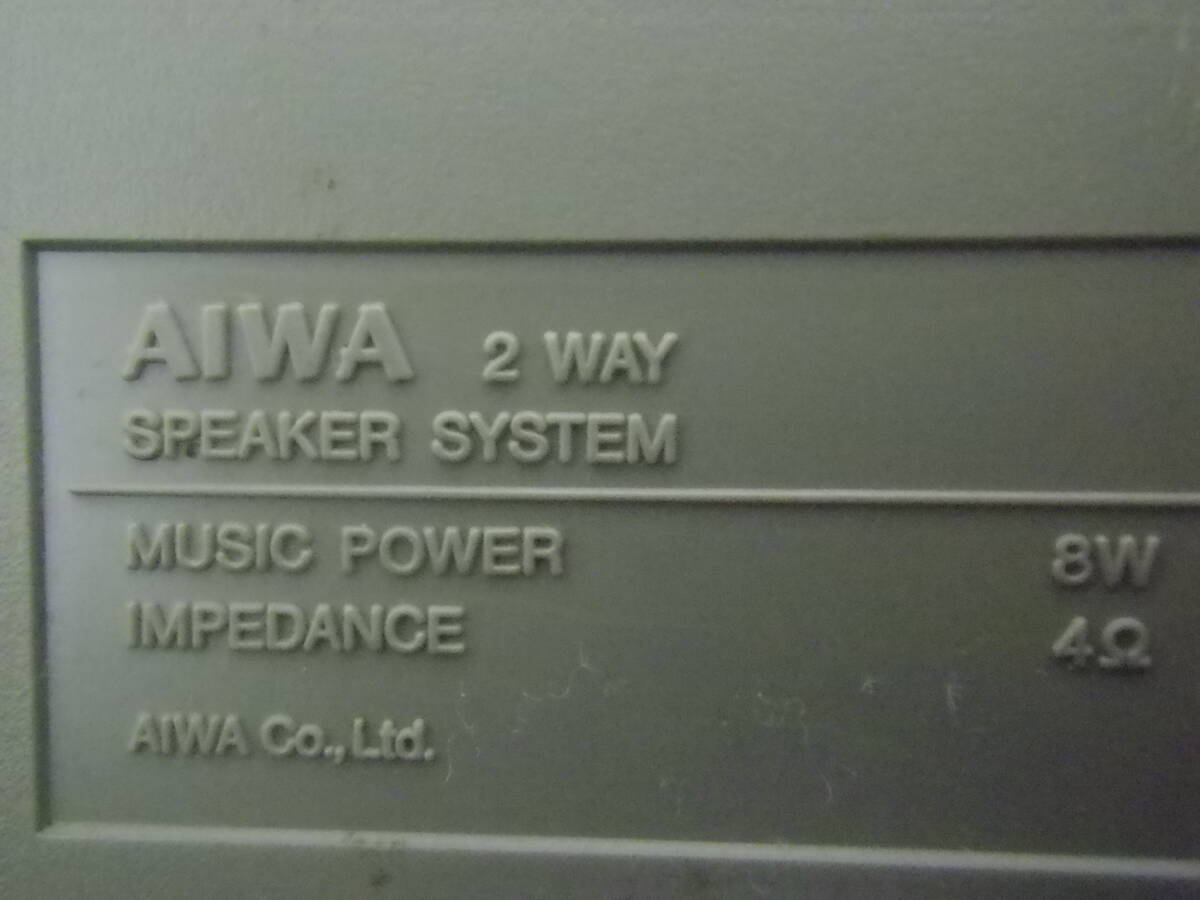 AIWA 2 WAY
SPEAKER SYSTEM
MUSIC POWER 8W
IMPEDANCE 4Ω
AIWA Co.,Ltd.